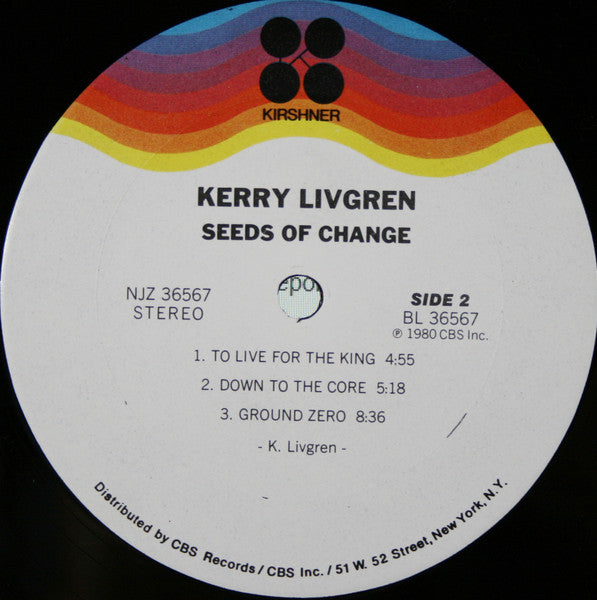 KIRSHNER
KERRY LIVGREN
SEEDS OF CHANGE
NJZ 36567
STEREO
SIDE 2
BL 36567
℗ 1980 CBS Inc.
1. TO LIVE FOR THE KING 4:55
2. DOWN TO THE CORE 5:18
3. GROUND ZERO 8:36
- K. Livgren -
Distributed by CBS Records / CBS Inc. / 51 W. 52 Street, New York, N.Y.